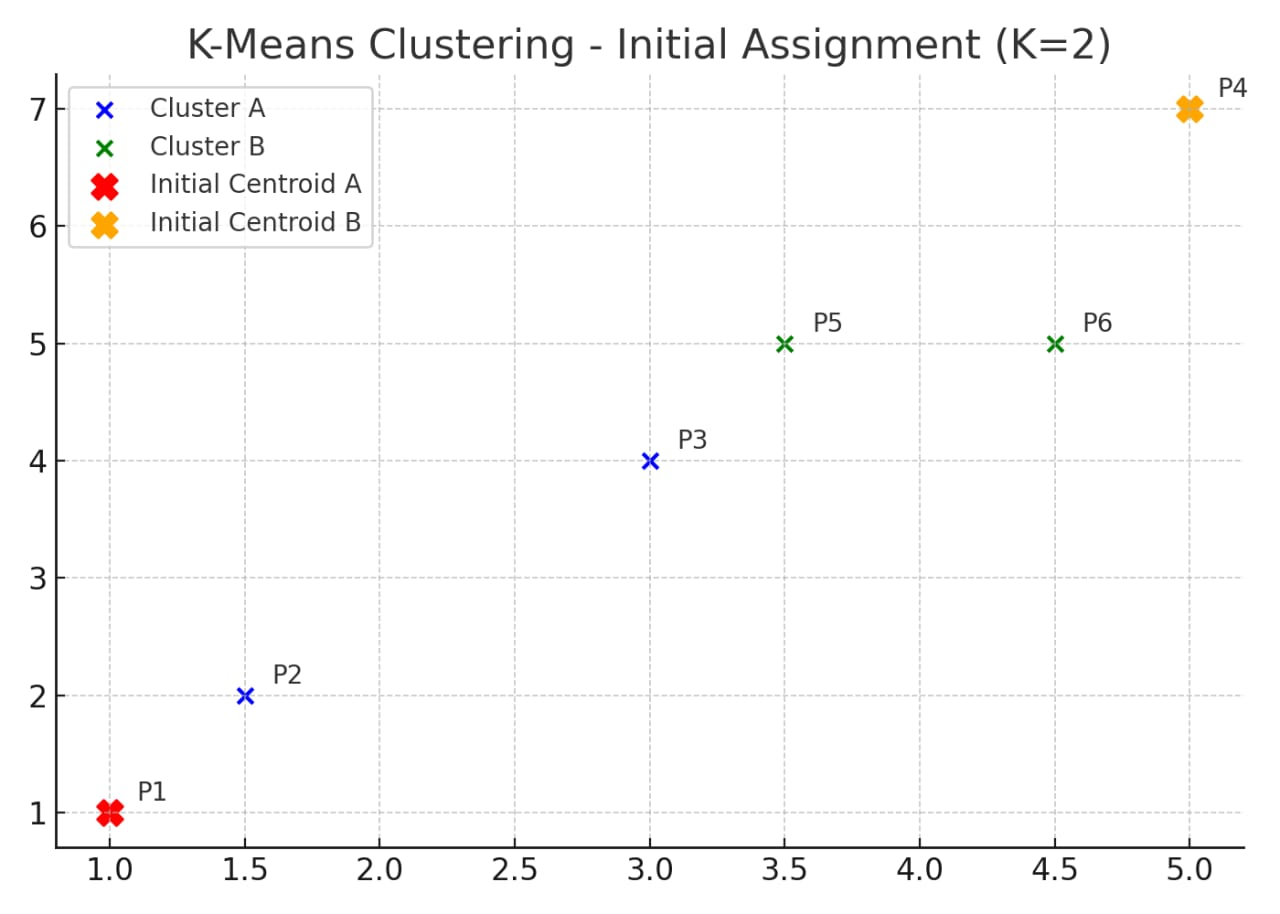 K-Means Clustering - Initial Assignment (K=2)
Cluster A
Cluster B
Initial Centroid A
Initial Centroid B
P4
P5
P6
P3
P2
P1
7
6
5
4
3
2
1
1.0 1.5 2.0 2.5 3.0 3.5 4.0 4.5 5.0